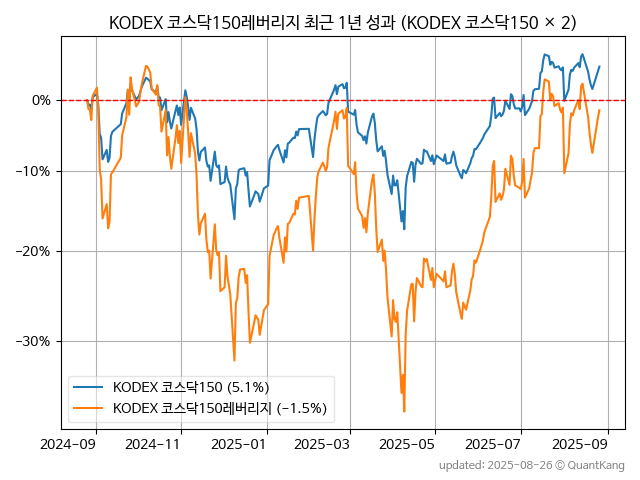 KODEX 코스닥150레버리지 최근 1년 성과 (KODEX 코스닥150 × 2)
0%
−10%
−20%
−30%
KODEX 코스닥150 (5.1%)
KODEX 코스닥150레버리지 (−1.5%)
2024-09 2024-11 2025-01 2025-03 2025-05 2025-07 2025-09
updated: 2025-08-26 © QuantKang